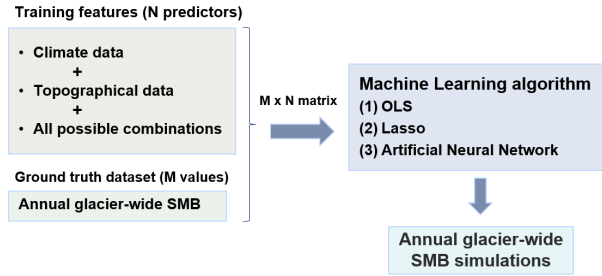 Training features (N predictors)
• Climate data
+
• Topographical data
+
• All possible combinations
Ground truth dataset (M values)
Annual glacier-wide SMB
M x N matrix
Machine Learning algorithm
(1) OLS
(2) Lasso
(3) Artificial Neural Network
Annual glacier-wide
SMB simulations